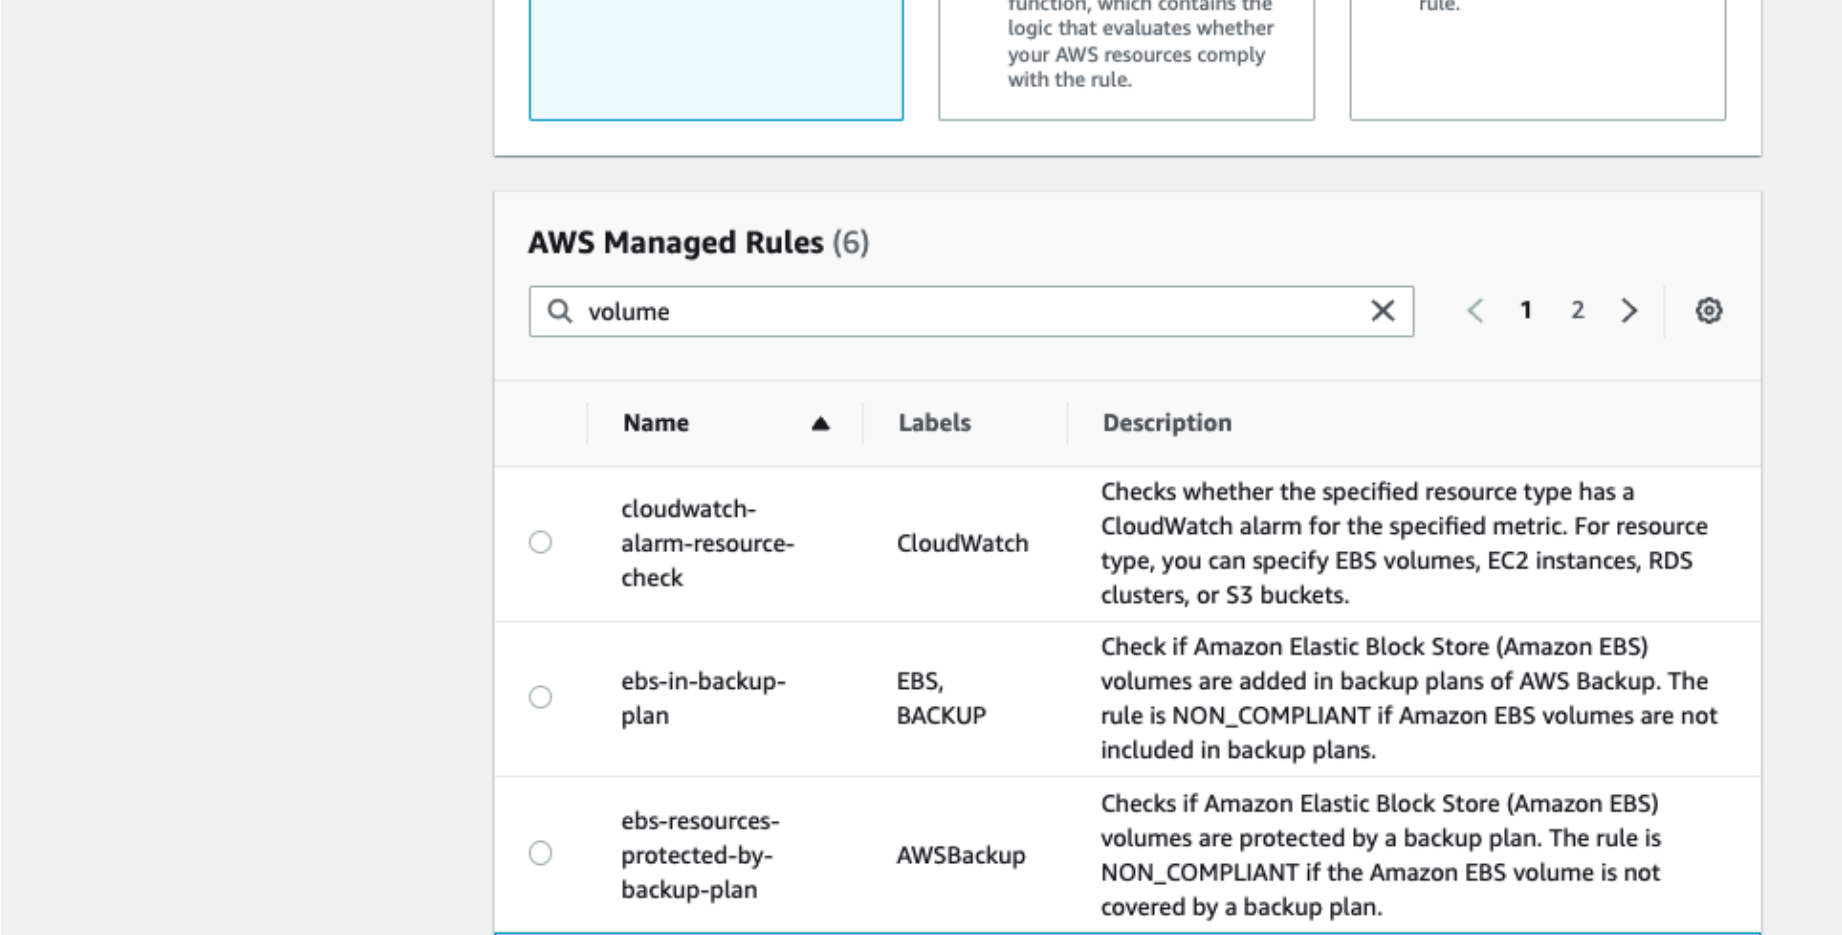 function, which contains the
logic that evaluates whether
your AWS resources comply
with the rule.
rule.
AWS Managed Rules (6)
volume
1 2
Name Labels Description
cloudwatch-
alarm-resource-
check
CloudWatch
Checks whether the specified resource type has a
CloudWatch alarm for the specified metric. For resource
type, you can specify EBS volumes, EC2 instances, RDS
clusters, or S3 buckets.
ebs-in-backup-
plan
EBS,
BACKUP
Check if Amazon Elastic Block Store (Amazon EBS)
volumes are added in backup plans of AWS Backup. The
rule is NON_COMPLIANT if Amazon EBS volumes are not
included in backup plans.
ebs-resources-
protected-by-
backup-plan
AWSBackup
Checks if Amazon Elastic Block Store (Amazon EBS)
volumes are protected by a backup plan. The rule is
NON_COMPLIANT if the Amazon EBS volume is not
covered by a backup plan.